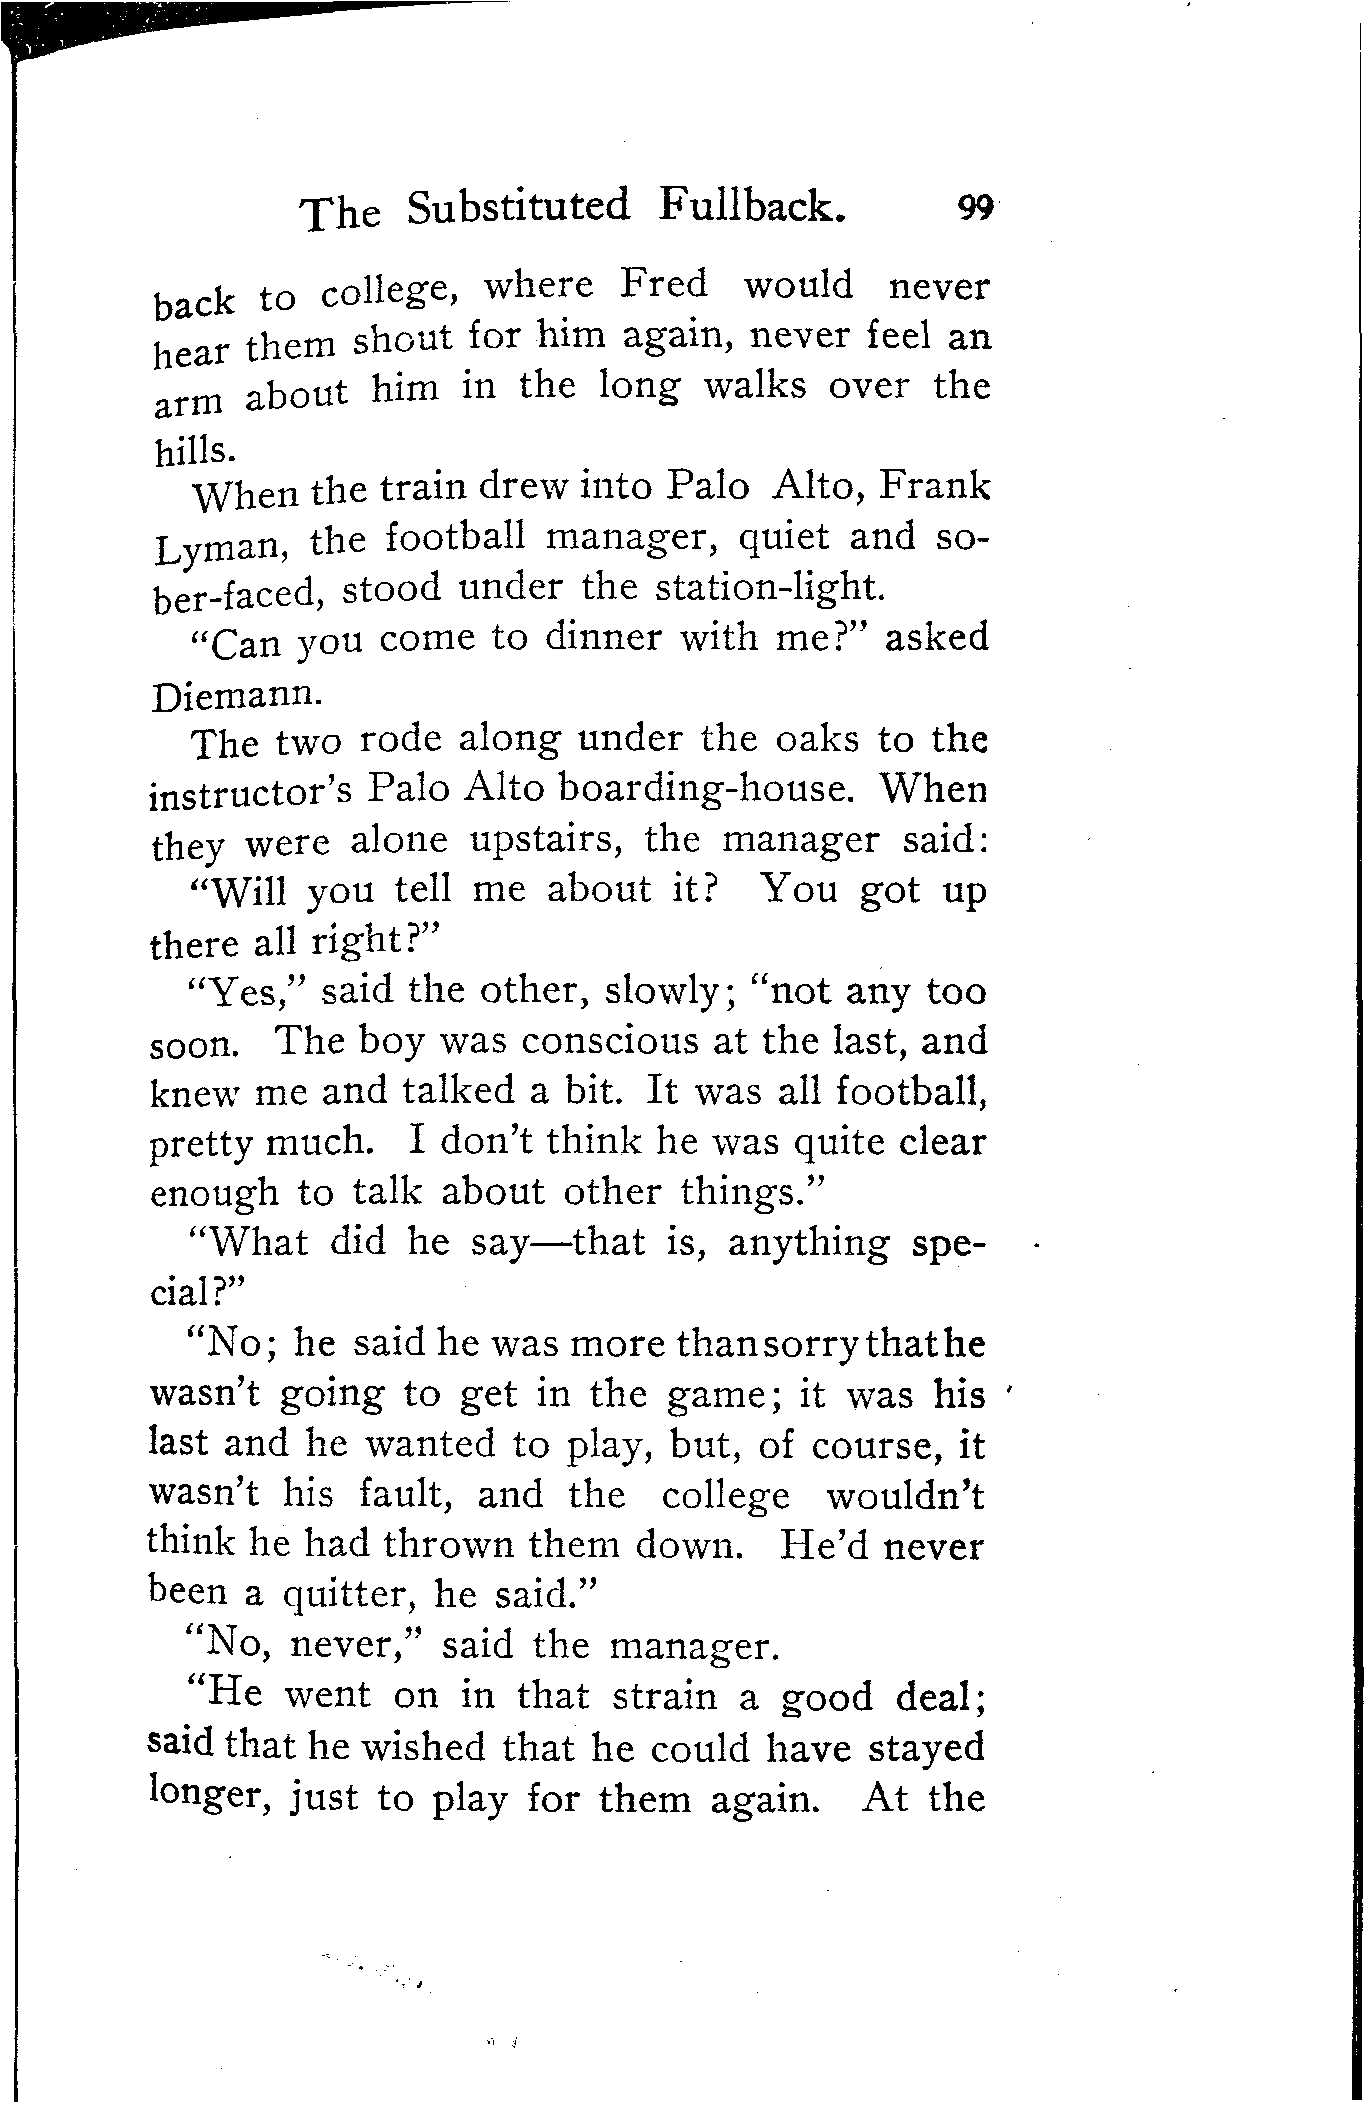 The Substituted Fullback. 99
back to college, where Fred would never
hear them shout for him again, never feel an
arm about him in the long walks over the
hills.
When the train drew into Palo Alto, Frank
Lyman, the football manager, quiet and so-
ber-faced, stood under the station-light.
"Can you come to dinner with me?" asked
Diemann.
The two rode along under the oaks to the
instructor's Palo Alto boarding-house. When
they were alone upstairs, the manager said:
"Will you tell me about it? You got up
there all right?"
"Yes," said the other, slowly; "not any too
soon. The boy was conscious at the last, and
knew me and talked a bit. It was all football,
pretty much. I don't think he was quite clear
enough to talk about other things."
"What did he say—that is, anything spe-
cial?"
"No; he said he was more than sorry that he
wasn't going to get in the game; it was his
last and he wanted to play, but, of course, it
wasn't his fault, and the college wouldn't
think he had thrown them down. He'd never
been a quitter, he said."
"No, never," said the manager.
"He went on in that strain a good deal;
said that he wished that he could have stayed
longer, just to play for them again. At the